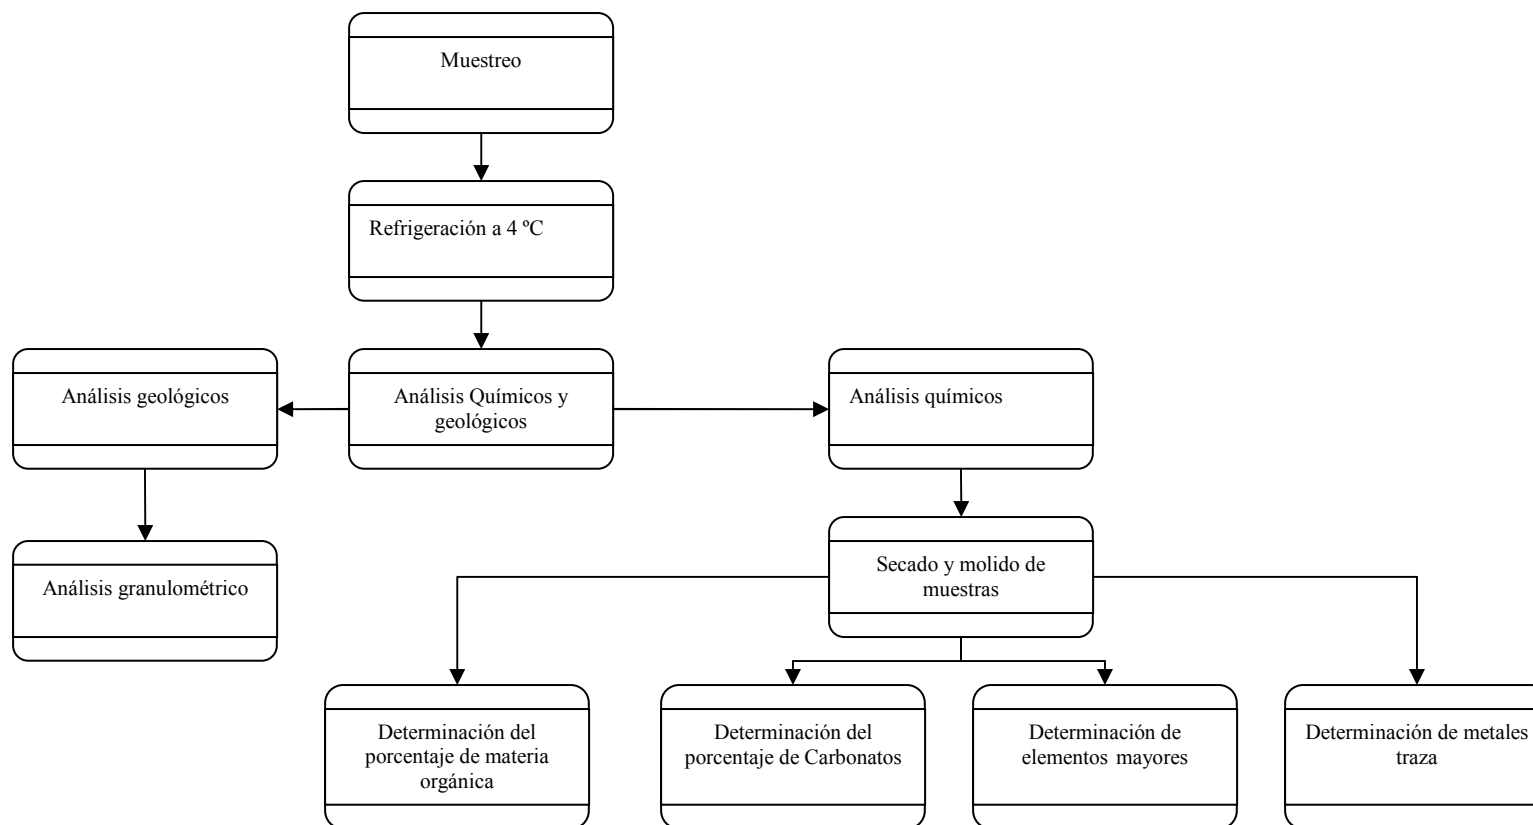 Muestreo
Refrigeración a 4 ºC
Análisis geológicos
Análisis Químicos y
geológicos
Análisis químicos
Análisis granulométrico
Secado y molido de
muestras
Determinación del
porcentaje de materia
orgánica
Determinación del
porcentaje de Carbonatos
Determinación de
elementos mayores
Determinación de metales
traza